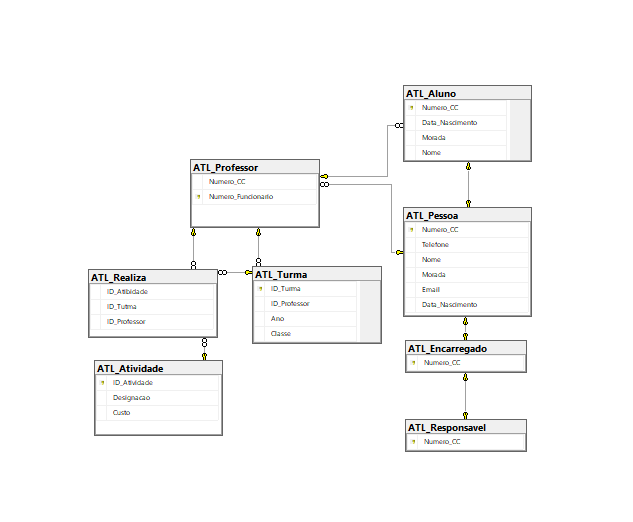 ATL_Aluno
Numero_CC
Data_Nascimento
Morada
Nome
ATL_Professor
Numero_CC
Numero_Funcionario
ATL_Pessoa
Numero_CC
Telefone
Nome
Morada
Email
Data_Nascimento
ATL_Realiza
ID_Atibidade
ID_Tutma
ID_Professor
ATL_Turma
ID_Turma
ID_Professor
Ano
Classe
ATL_Encarregado
Numero_CC
ATL_Atividade
ID_Atividade
Designacao
Custo
ATL_Responsavel
Numero_CC